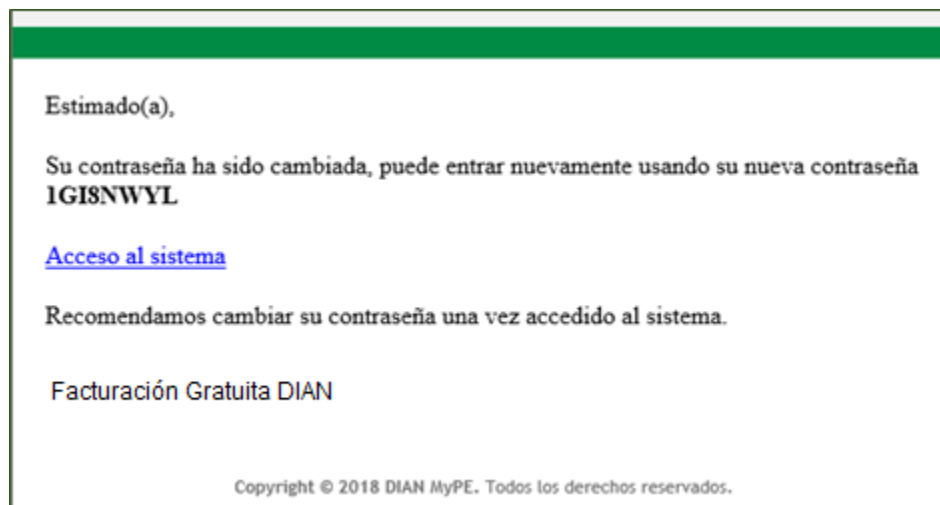 Estimado(a),
Su contraseña ha sido cambiada, puede entrar nuevamente usando su nueva contraseña
1GI8NWYL
Acceso al sistema
Recomendamos cambiar su contraseña una vez accedido al sistema.
Facturación Gratuita DIAN
Copyright © 2018 DIAN MyPE. Todos los derechos reservados.